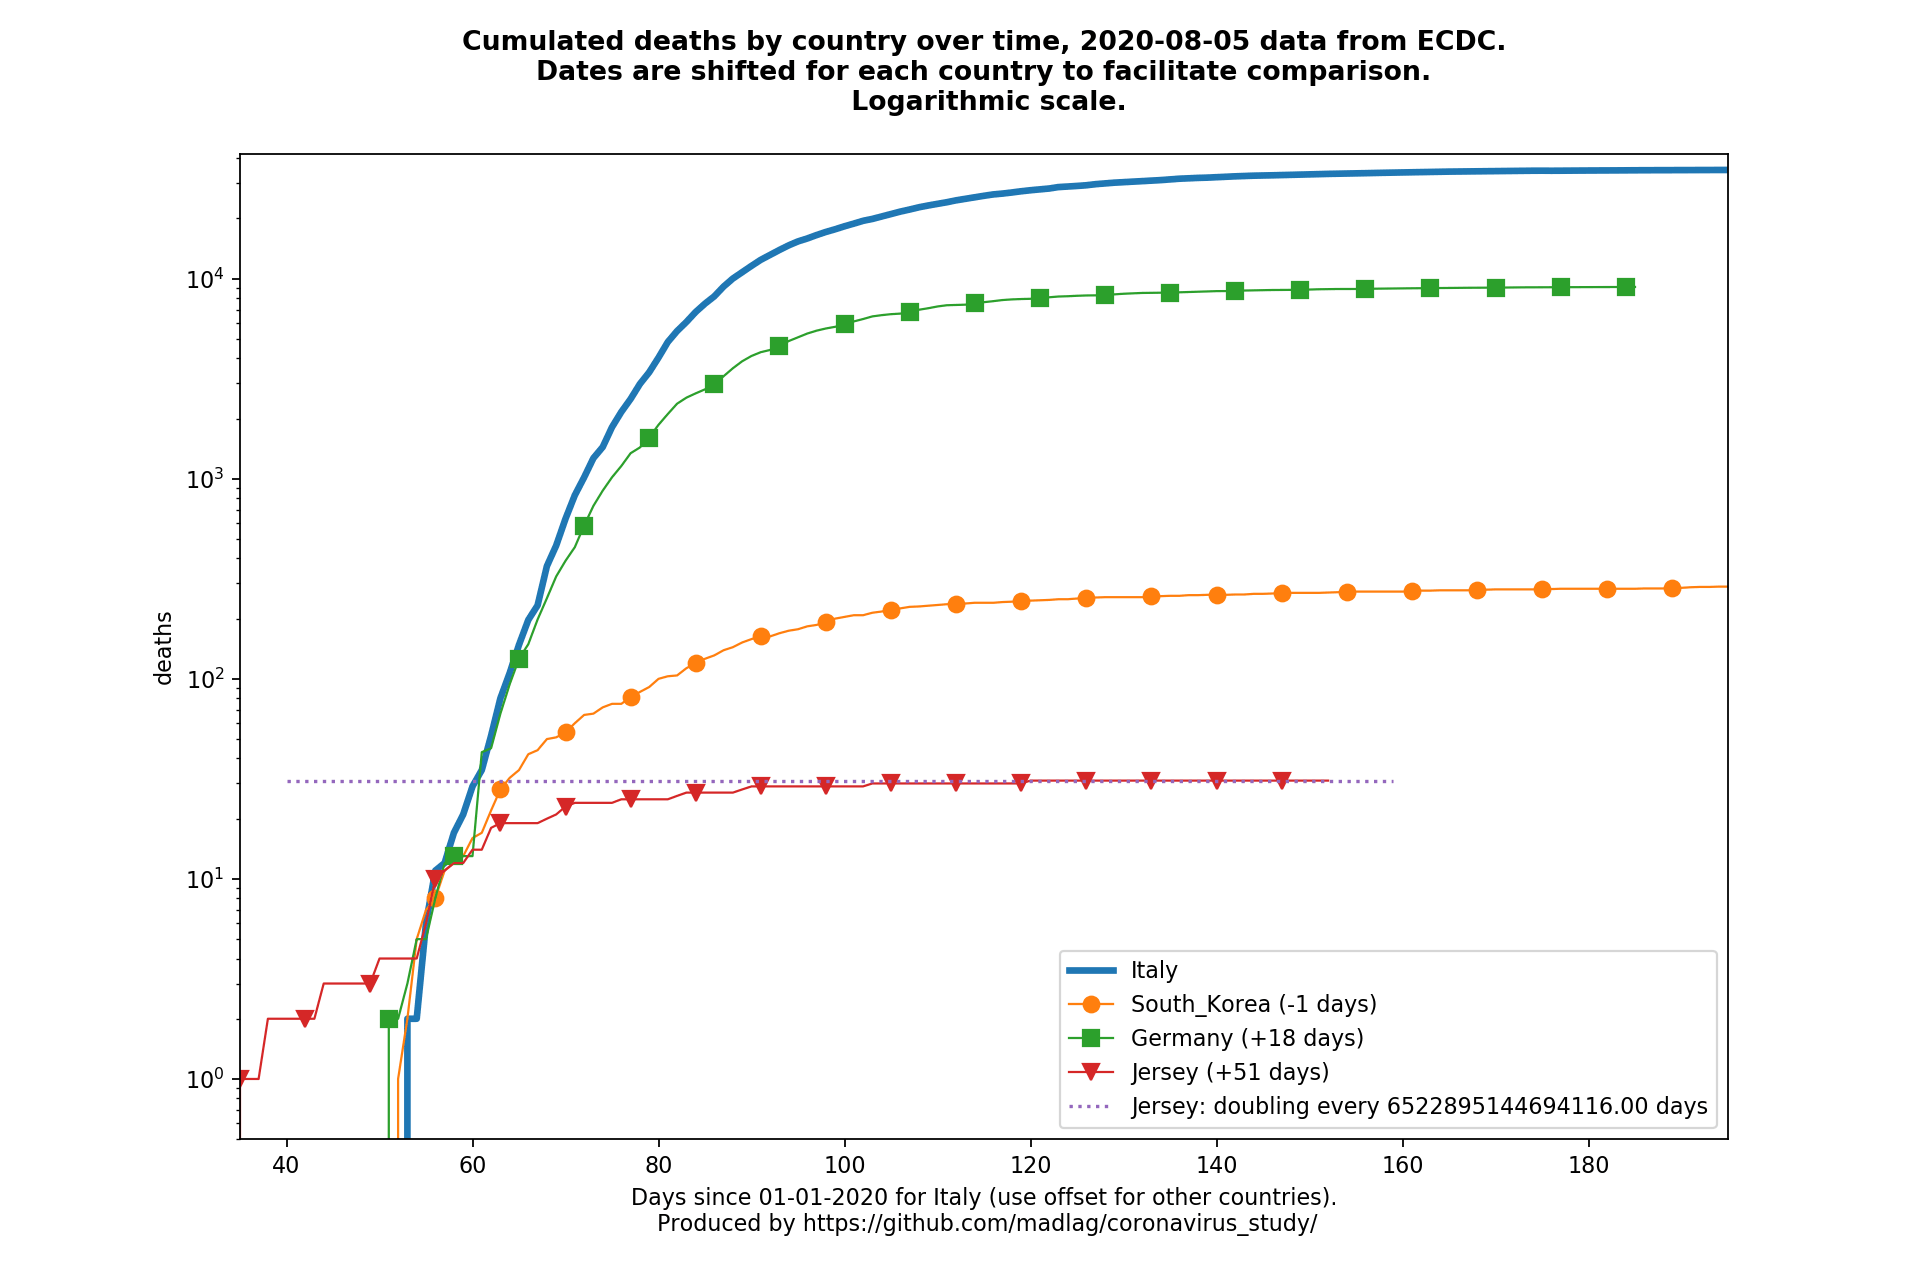 Cumulated deaths by country over time, 2020-08-05 data from ECDC.
Dates are shifted for each country to facilitate comparison.
Logarithmic scale.
deaths
10^4
10^3
10^2
10^1
10^0
40 60 80 100 120 140 160 180
Italy
South_Korea (-1 days)
Germany (+18 days)
Jersey (+51 days)
Jersey: doubling every 6522895144694116.00 days
Days since 01-01-2020 for Italy (use offset for other countries).
Produced by https://github.com/madlag/coronavirus_study/